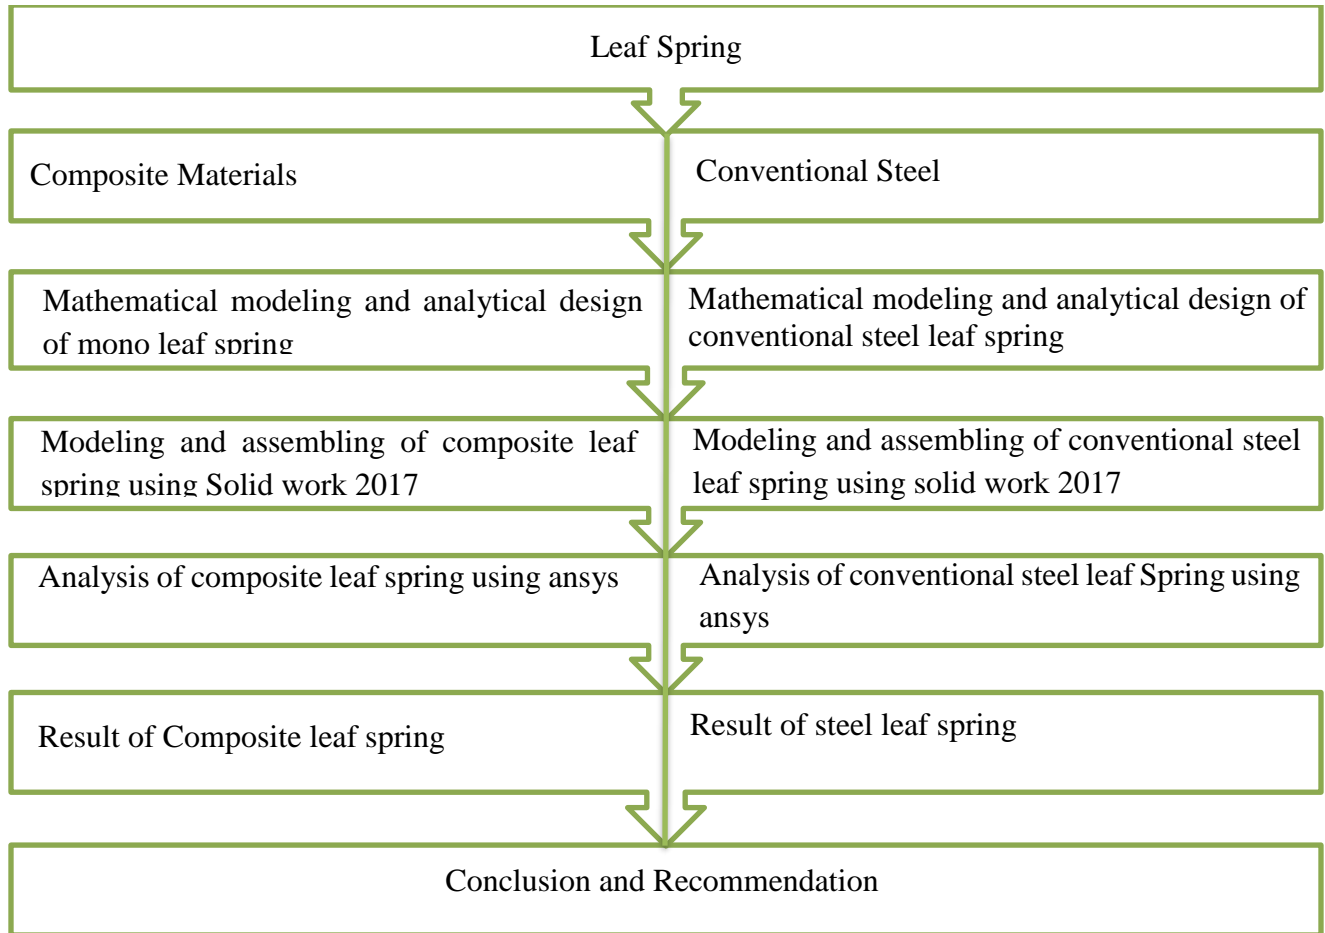 Leaf Spring
Composite Materials
Conventional Steel
Mathematical modeling and analytical design
of mono leaf spring
Mathematical modeling and analytical design of
conventional steel leaf spring
Modeling and assembling of composite leaf
spring using Solid work 2017
Modeling and assembling of conventional steel
leaf spring using solid work 2017
Analysis of composite leaf spring using ansys
Analysis of conventional steel leaf Spring using
ansys
Result of Composite leaf spring
Result of steel leaf spring
Conclusion and Recommendation